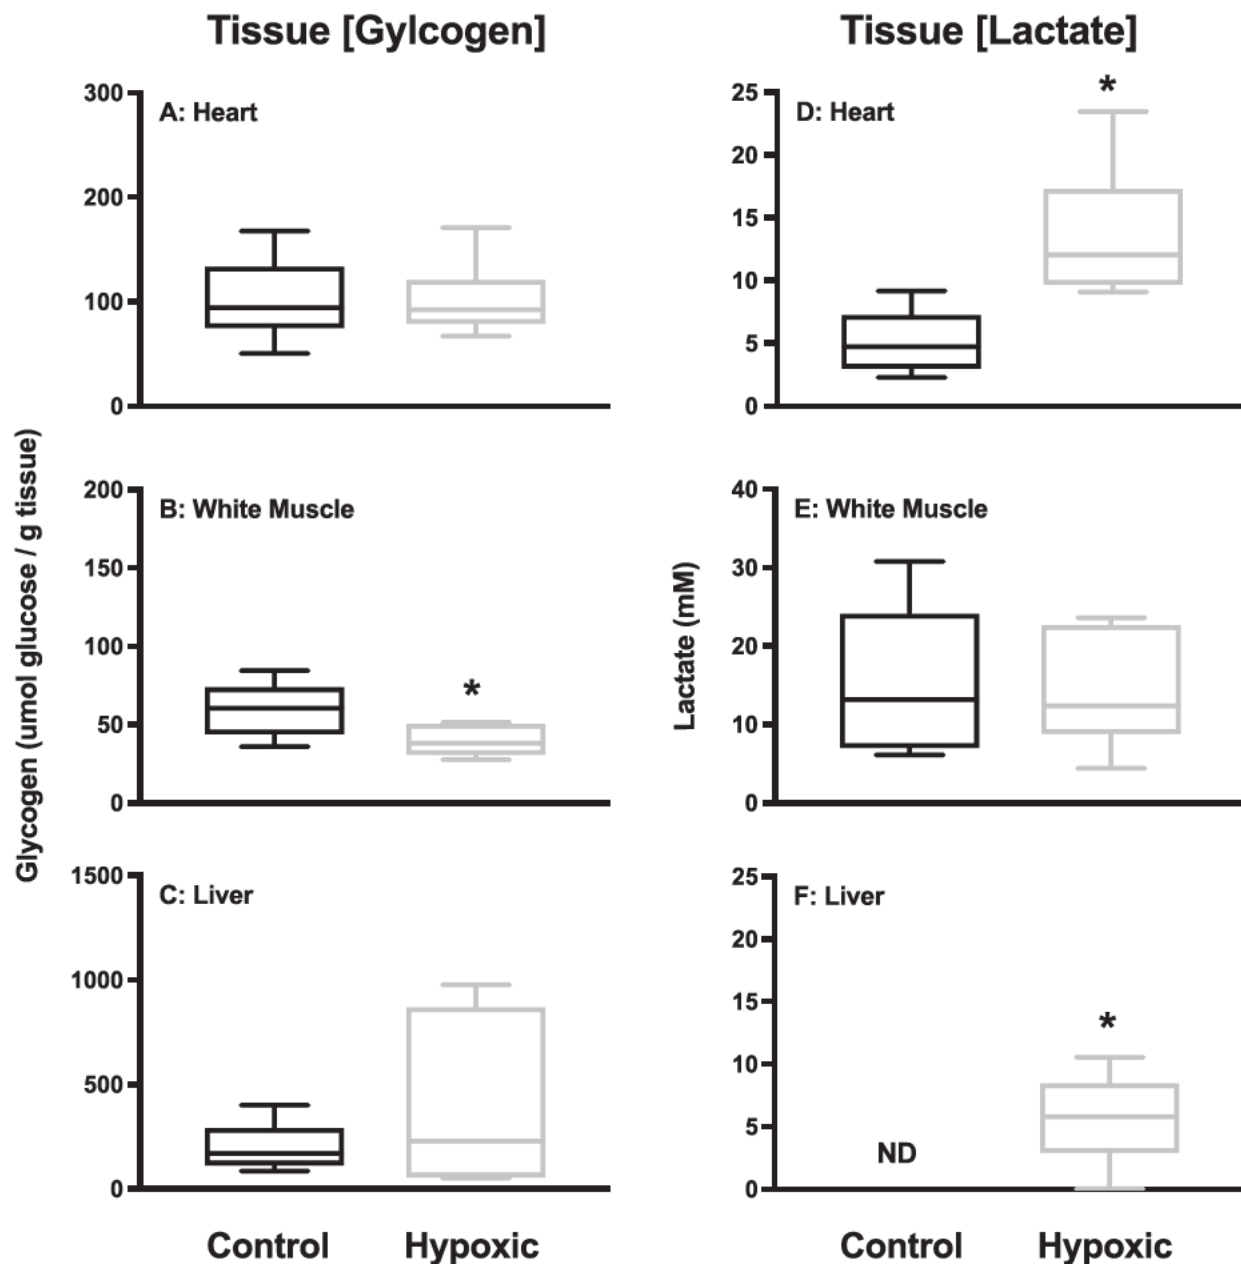 Tissue [Gylcogen]
Tissue [Lactate]
Glycogen (umol glucose / g tissue)
A: Heart
300
200
100
0
B: White Muscle
200
150
100
50
0
*
C: Liver
1500
1000
500
0
Control
Hypoxic
Lactate (mM)
D: Heart
25
20
15
10
5
0
*
E: White Muscle
40
30
20
10
0
F: Liver
25
20
15
10
5
0
ND
*
Control
Hypoxic